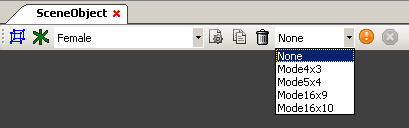 SceneObject
Female
None
None
Mode4x3
Mode5x4
Mode16x9
Mode16x10